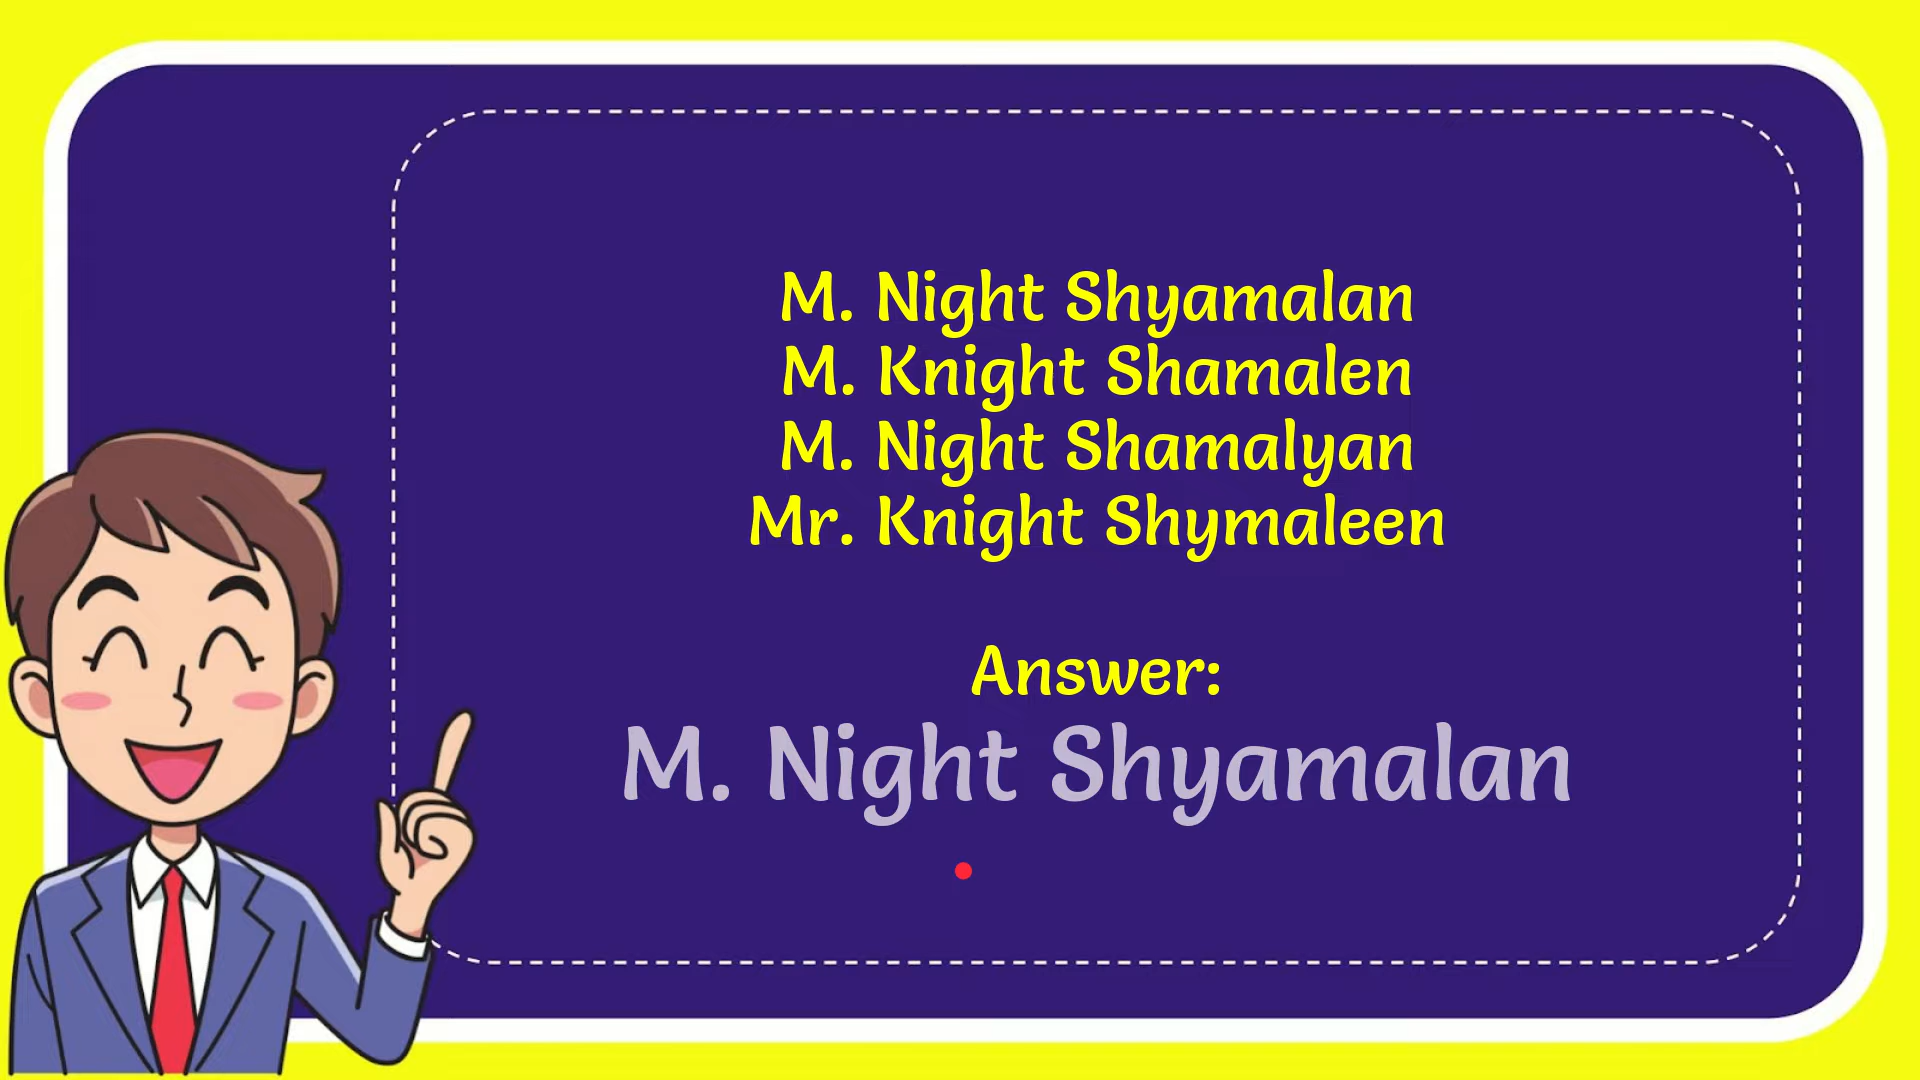 M. Night Shyamalan
M. Knight Shamalen
M. Night Shamalyan
Mr. Knight Shymaleen
Answer:
M. Night Shyamalan